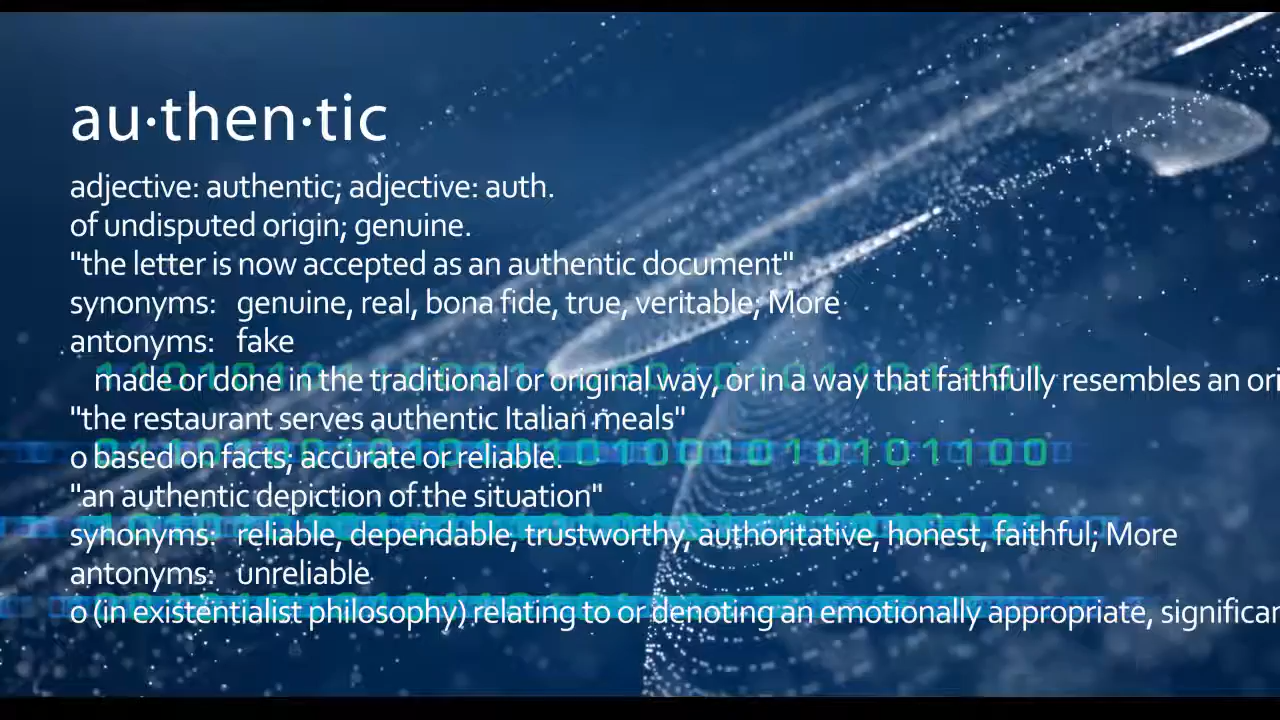 au·then·tic
adjective: authentic; adjective: auth.
of undisputed origin; genuine.
"the letter is now accepted as an authentic document"
synonyms: genuine, real, bona fide, true, veritable; More
antonyms: fake
made or done in the traditional or original way, or in a way that faithfully resembles an ori
"the restaurant serves authentic Italian meals"
o based on facts; accurate or reliable.
"an authentic depiction of the situation"
synonyms: reliable, dependable, trustworthy, authoritative, honest, faithful; More
antonyms: unreliable
o (in existentialist philosophy) relating to or denoting an emotionally appropriate, significan